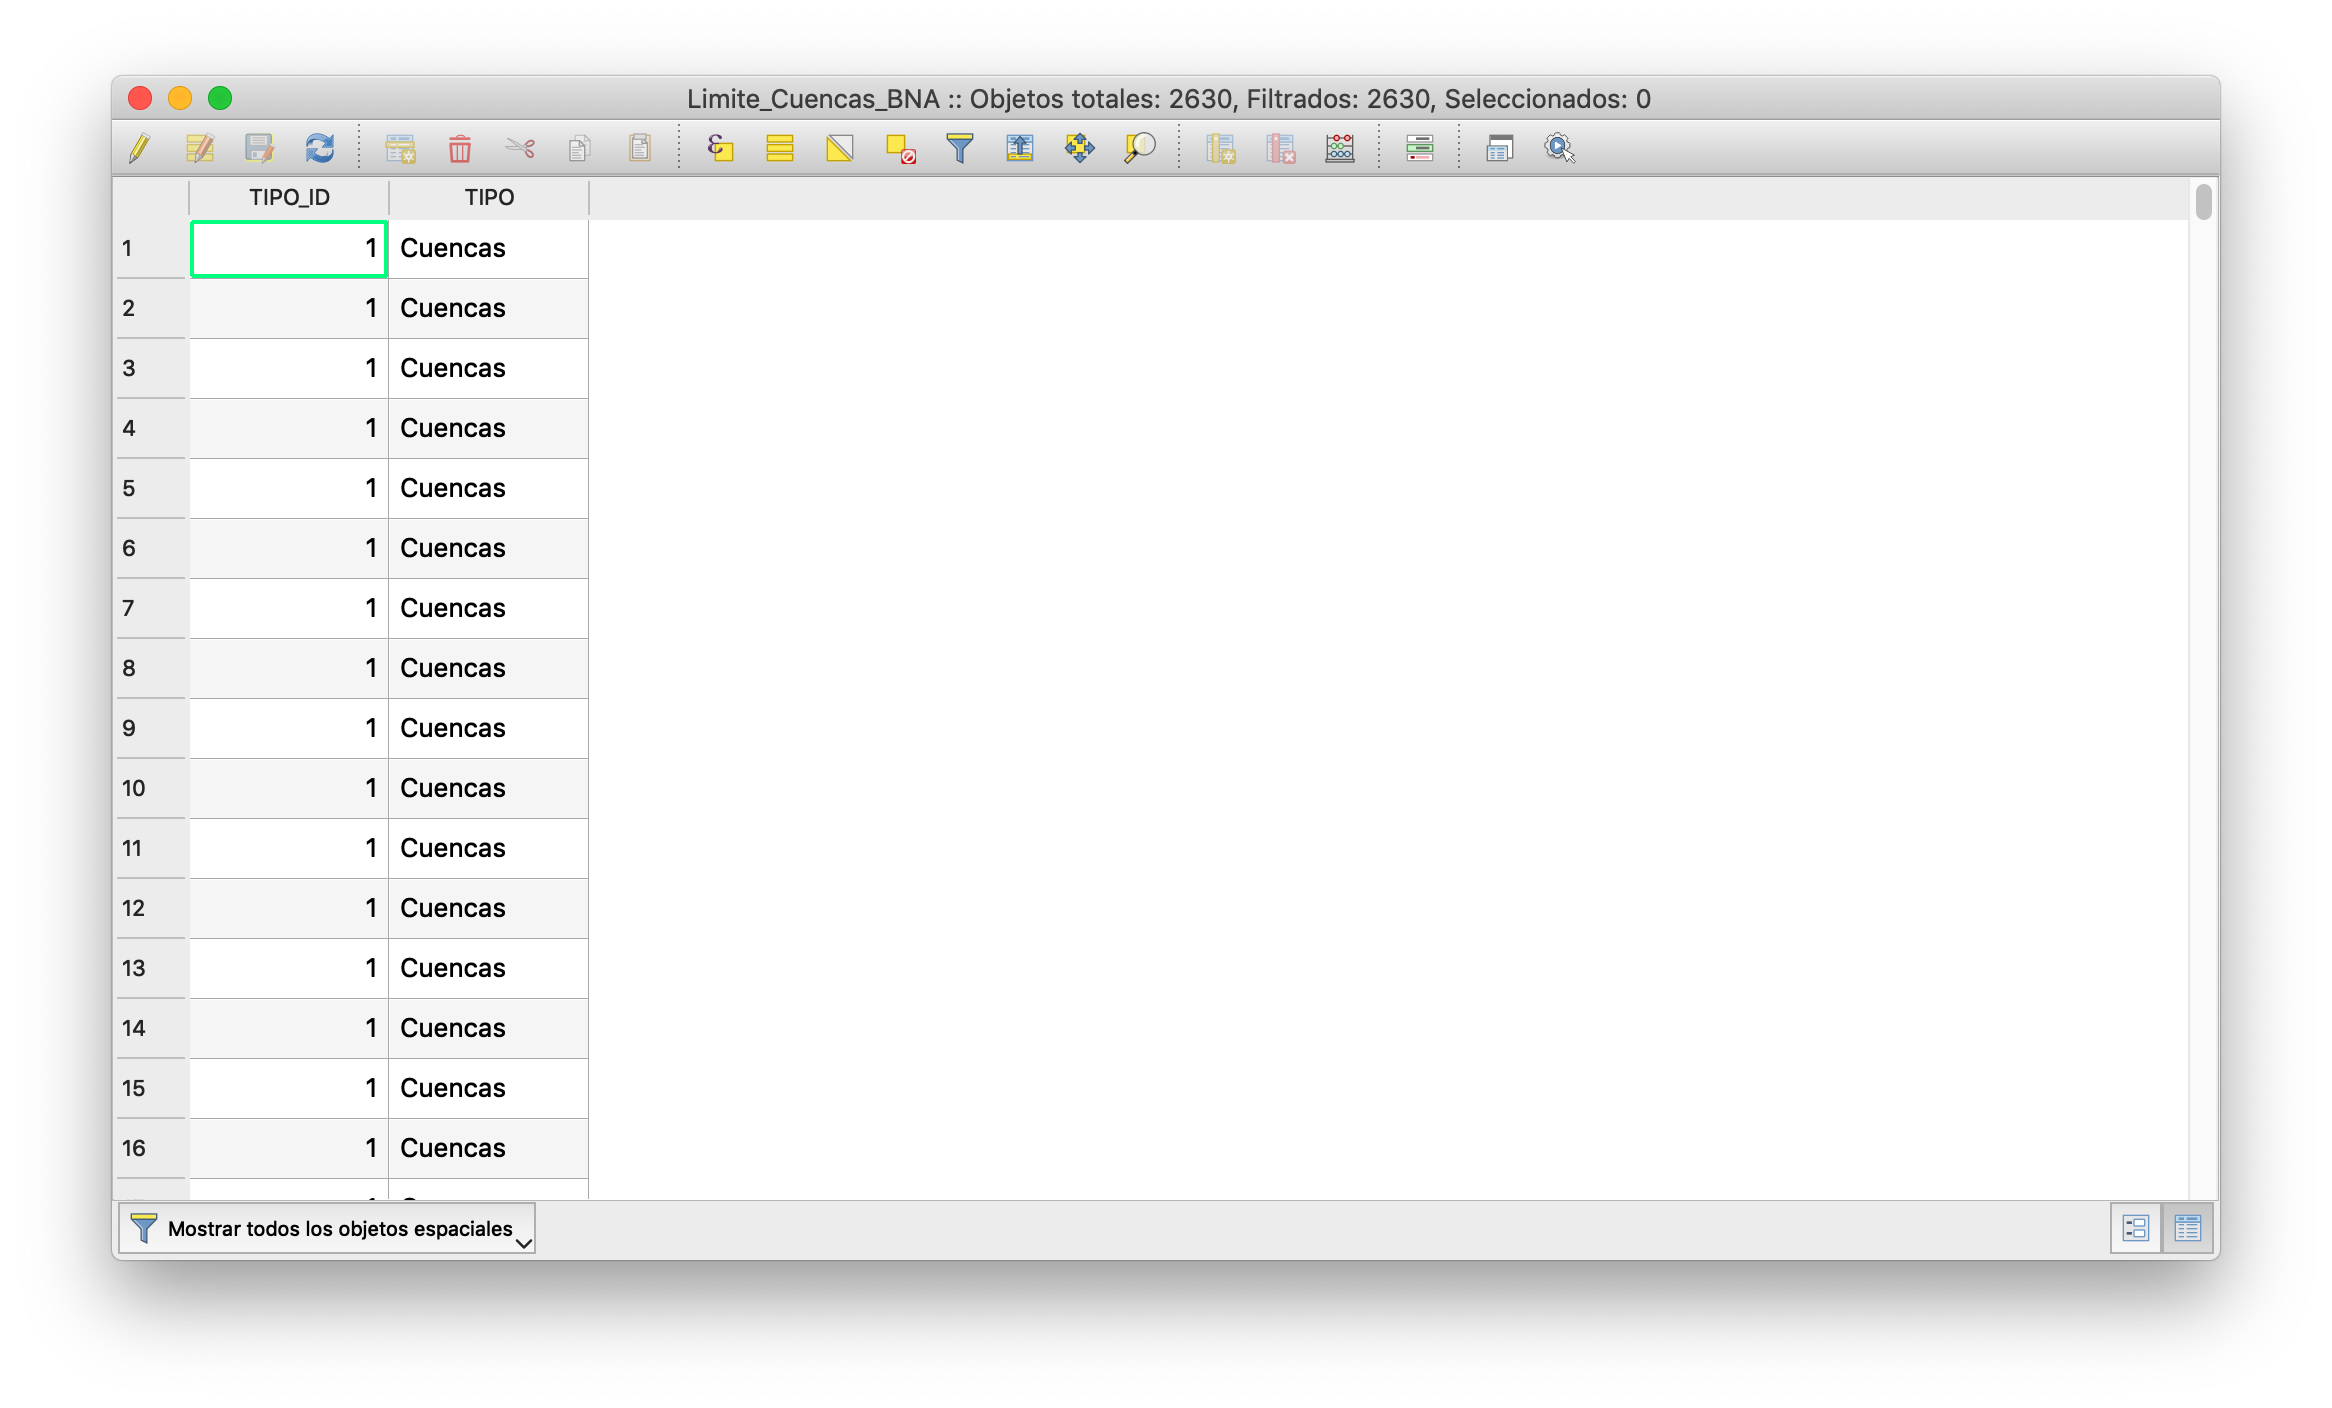 Limite_Cuencas_BNA :: Objetos totales: 2630, Filtrados: 2630, Seleccionados: 0
TIPO_ID TIPO
1 1 Cuencas
2 1 Cuencas
3 1 Cuencas
4 1 Cuencas
5 1 Cuencas
6 1 Cuencas
7 1 Cuencas
8 1 Cuencas
9 1 Cuencas
10 1 Cuencas
11 1 Cuencas
12 1 Cuencas
13 1 Cuencas
14 1 Cuencas
15 1 Cuencas
16 1 Cuencas
Mostrar todos los objetos espaciales